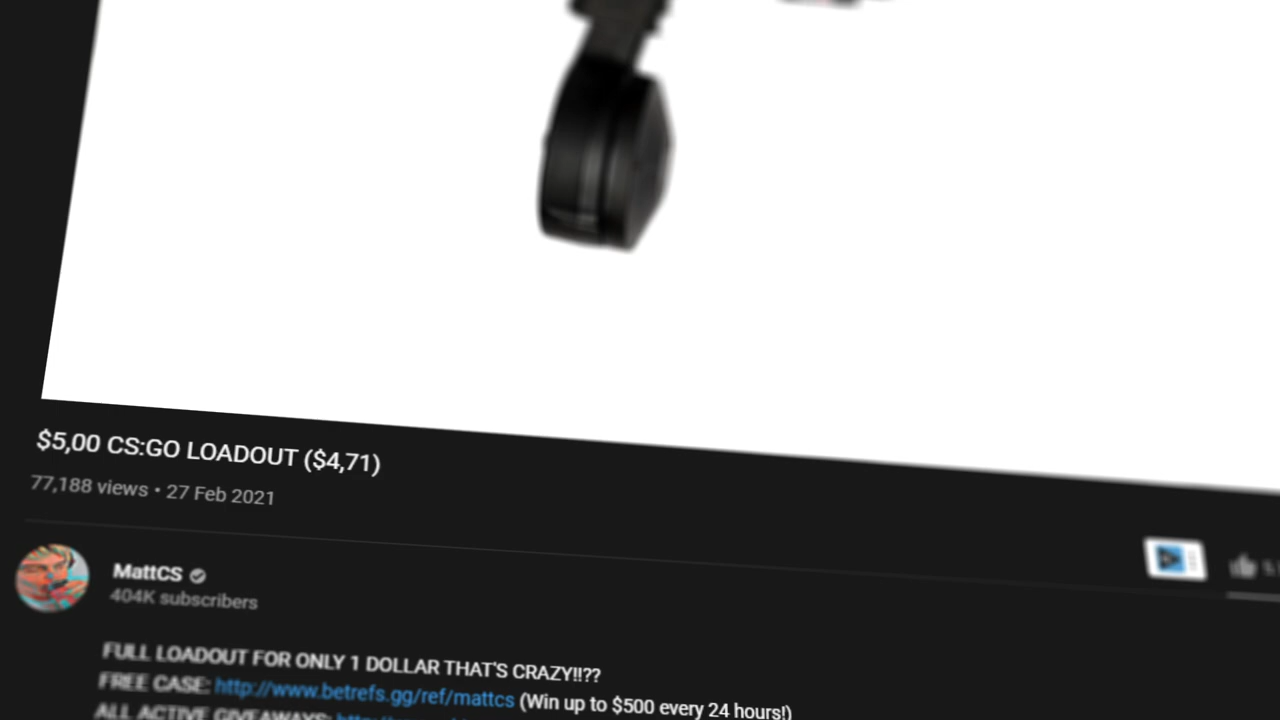 $5,00 CS:GO LOADOUT ($4,71)
77,188 views • 27 Feb 2021
MattCS
404K subscribers
FULL LOADOUT FOR ONLY 1 DOLLAR THAT'S CRAZY!!??
FREE CASE: http://www.betrefs.gg/ref/mattcs (Win up to $500 every 24 hours!)
ALL ACTIVE GIVEAWAYS: